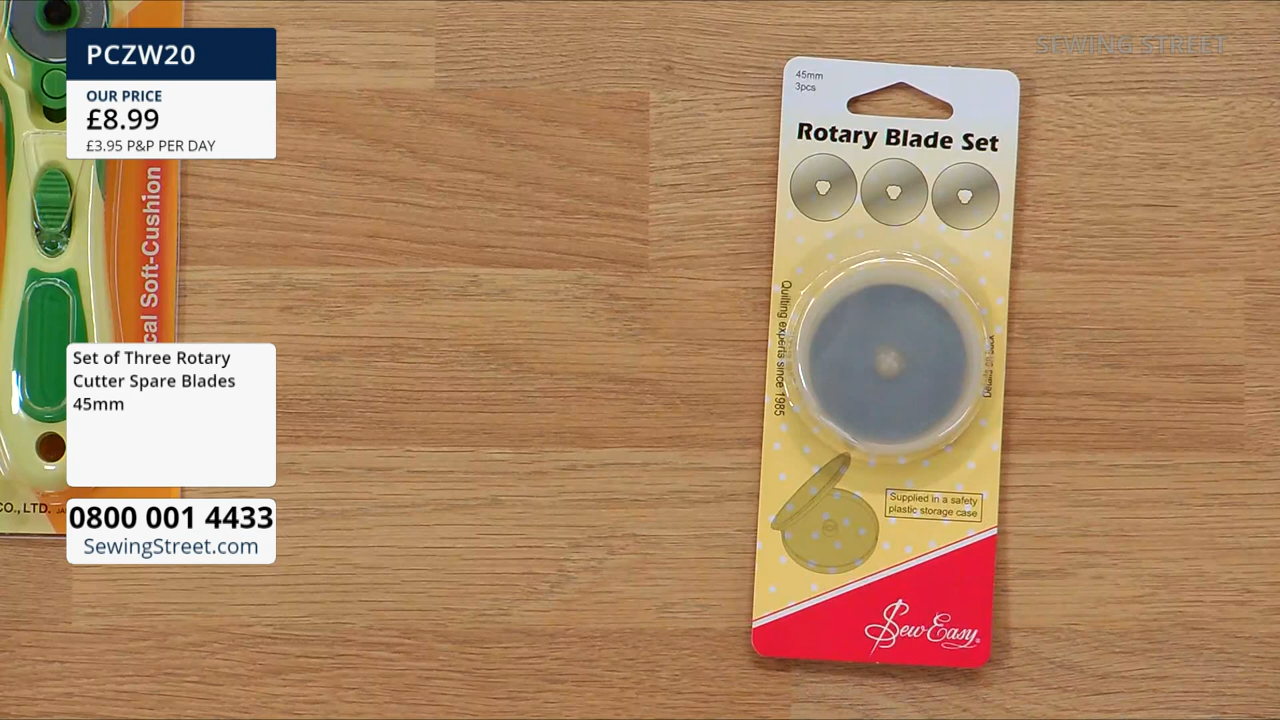 PCZW20
OUR PRICE
£8.99
£3.95 P&P PER DAY
Set of Three Rotary
Cutter Spare Blades
45mm
0800 001 4433
SewingStreet.com
SEWING STREET
cal Soft-Cushion
CO., LTD.
45mm
3pcs
Rotary Blade Set
Quilting experts since 1985
Supplied in a safety
plastic storage case
Sew Easy